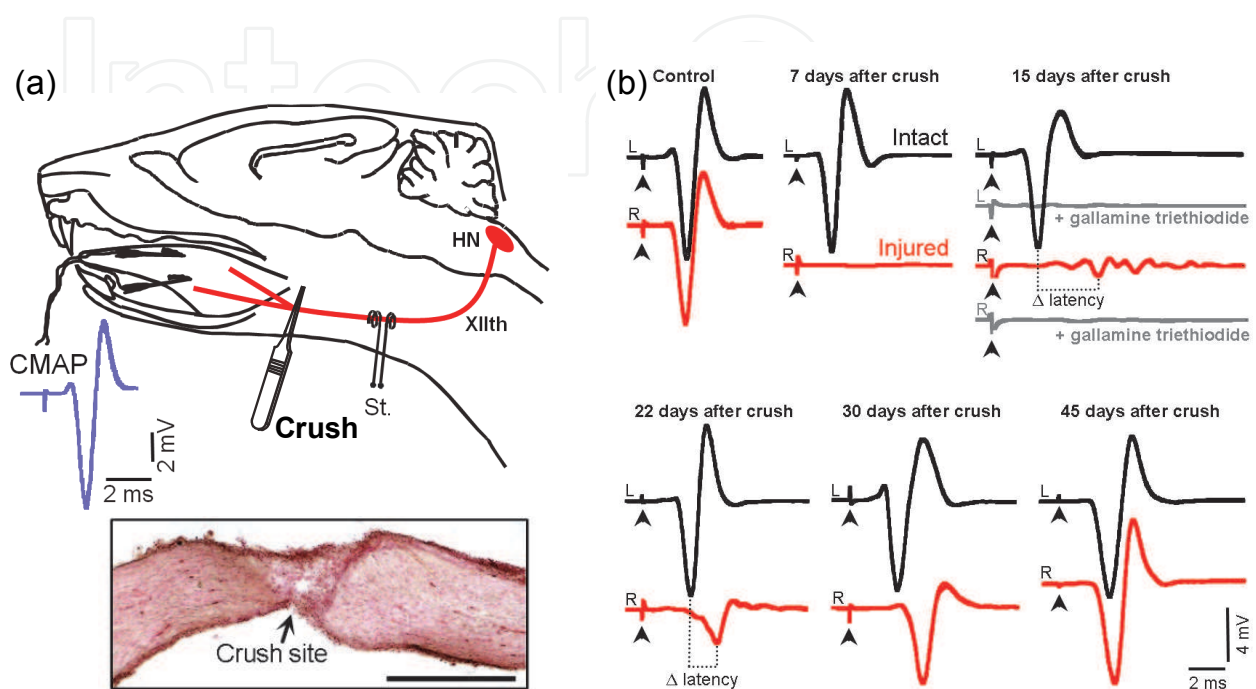 (a)
HN
XIIth
CMAP
2 mV
2 ms
St.
Crush
Crush site
(b)
Control
7 days after crush
15 days after crush
L
Intact
L
L
+ gallamine triethiodide
R
R
Injured
R
Δ latency
R
+ gallamine triethiodide
22 days after crush
30 days after crush
45 days after crush
L
L
L
R
R
R
Δ latency
4 mV
2 ms